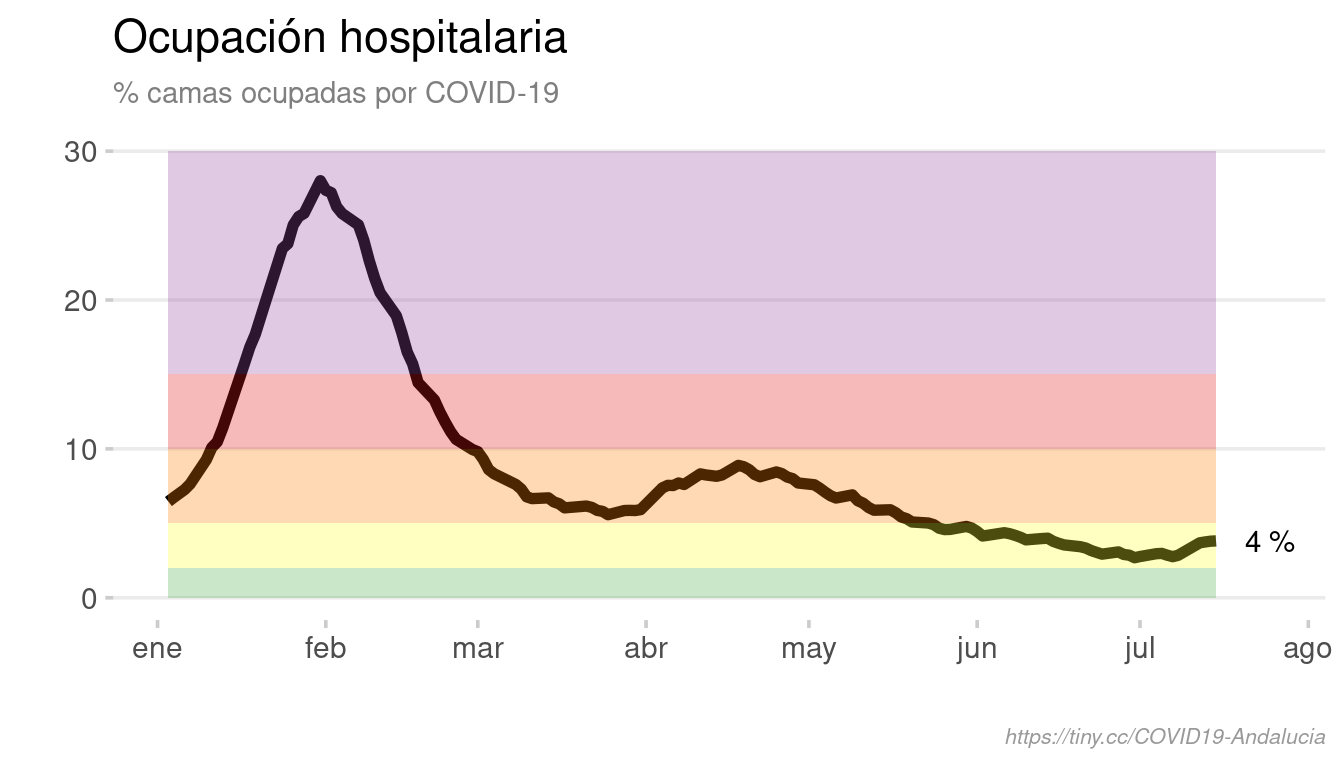 Ocupación hospitalaria
% camas ocupadas por COVID-19
30
20
10
0
4 %
ene feb mar abr may jun jul ago
https://tiny.cc/COVID19-Andalucia